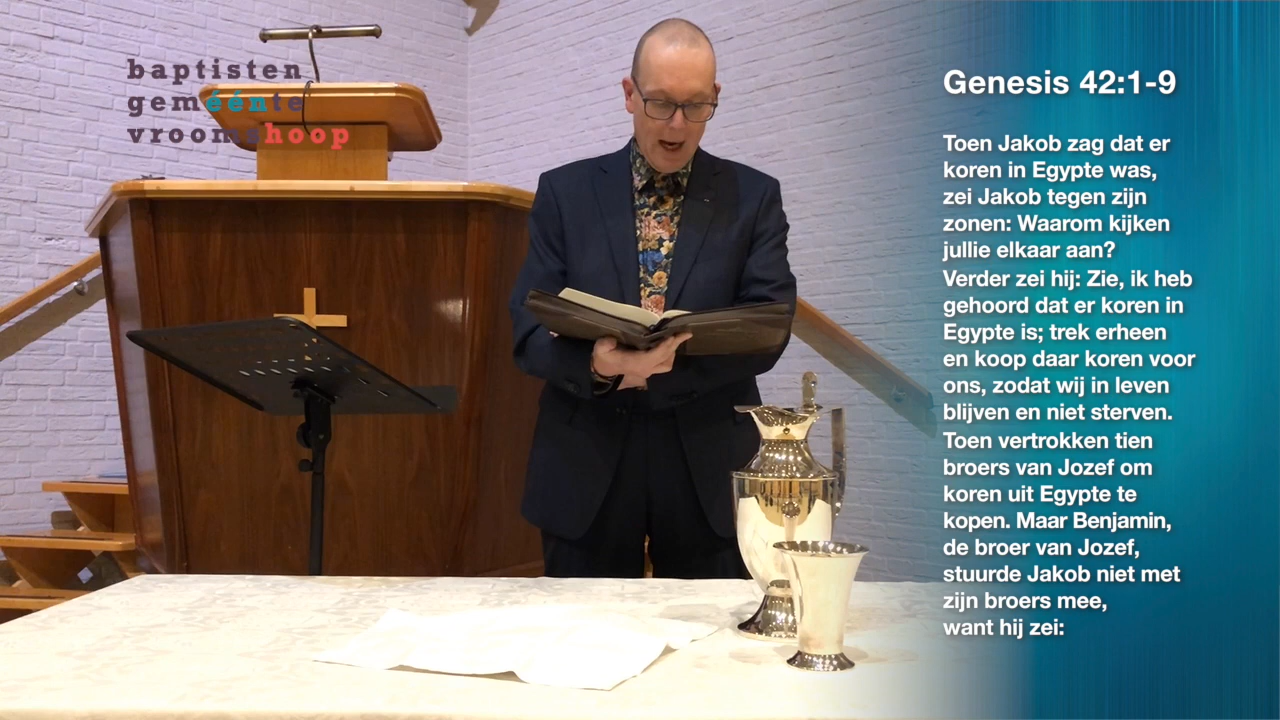 baptisten
geméénte
vroomshoop
Genesis 42:1-9
Toen Jakob zag dat er
koren in Egypte was,
zei Jakob tegen zijn
zonen: Waarom kijken
jullie elkaar aan?
Verder zei hij: Zie, ik heb
gehoord dat er koren in
Egypte is; trek erheen
en koop daar koren voor
ons, zodat wij in leven
blijven en niet sterven.
Toen vertrokken tien
broers van Jozef om
koren uit Egypte te
kopen. Maar Benjamin,
de broer van Jozef,
stuurde Jakob niet met
zijn broers mee,
want hij zei: